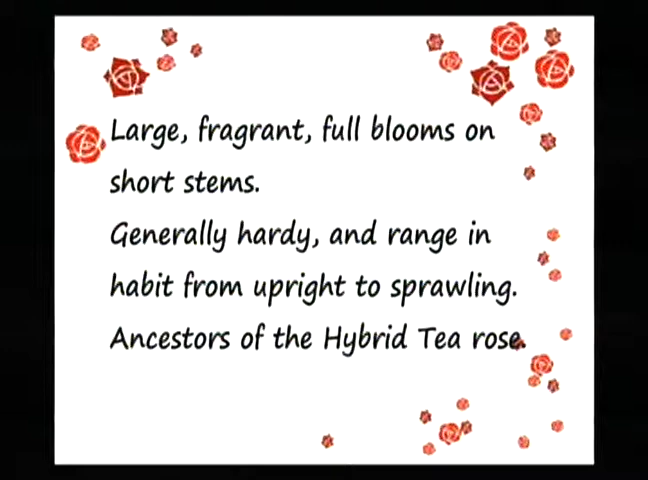 Large, fragrant, full blooms on
short stems.
Generally hardy, and range in
habit from upright to sprawling.
Ancestors of the Hybrid Tea rose.